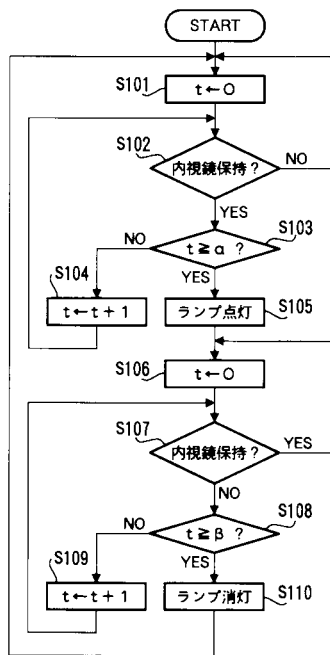 START
S101
t←0
S102
内視鏡保持?
NO
YES
S103
NO
t≧α ?
S104
YES
t←t+1
ランプ点灯
S105
S106
t←0
S107
内視鏡保持?
YES
NO
S108
NO
t≧β ?
S109
YES
t←t+1
ランプ消灯
S110